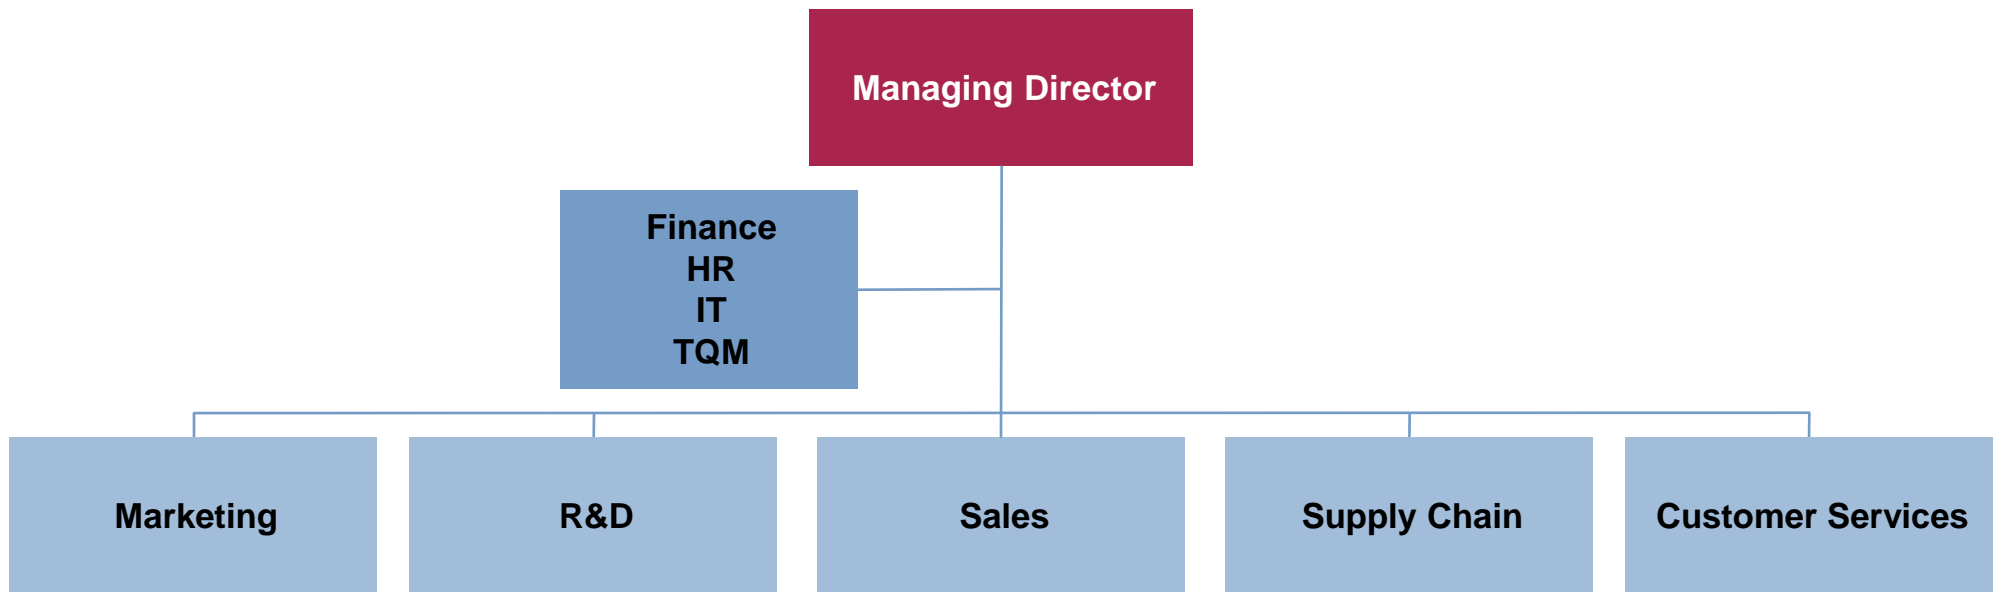 Managing Director
Finance
HR
IT
TQM
Marketing
R&D
Sales
Supply Chain
Customer Services